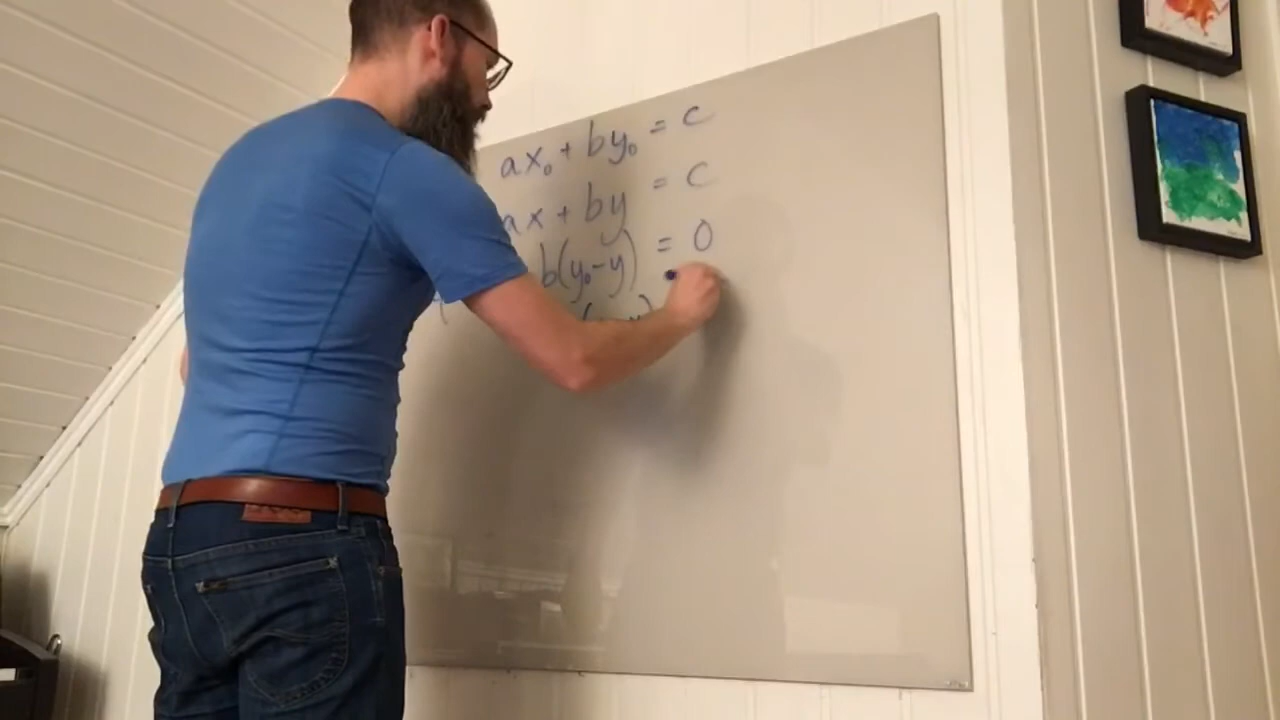 ax₀ + by₀ = c
ax + by = c
b(y₀-y) = 0